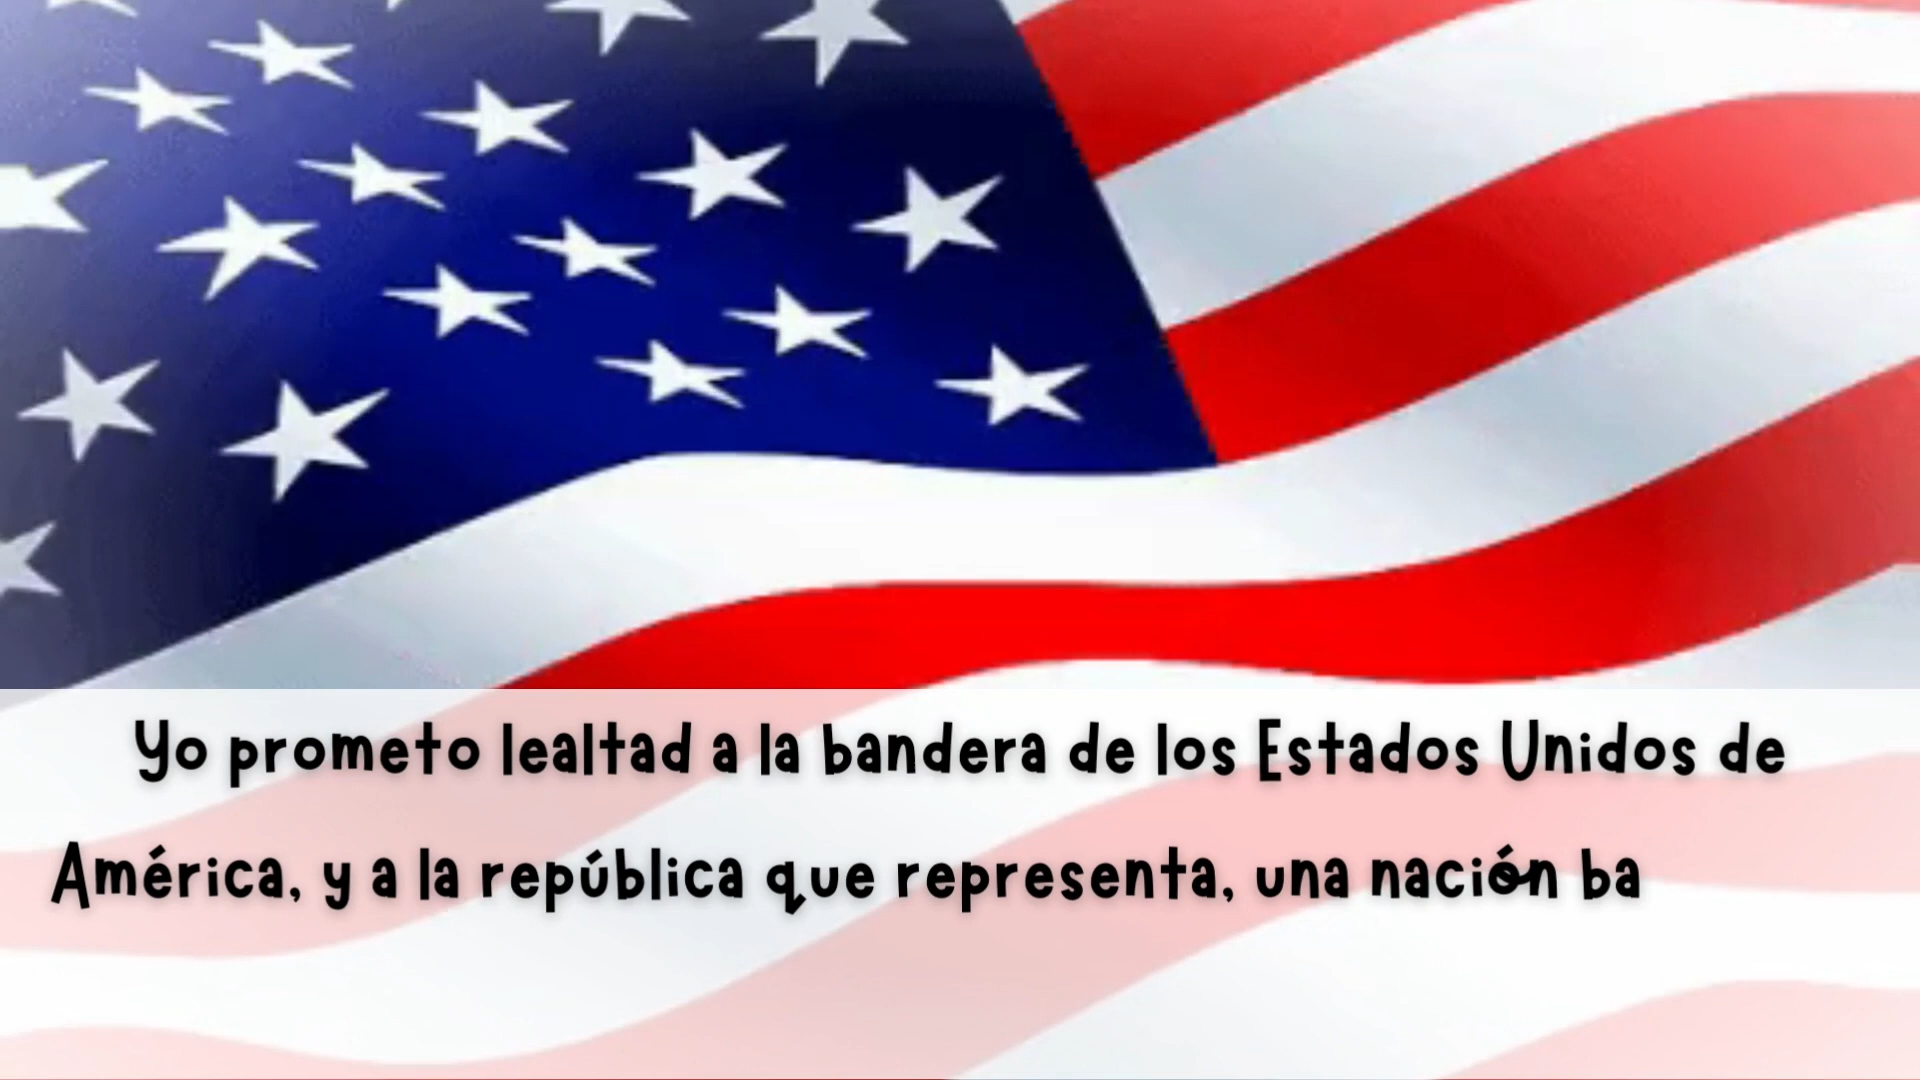 Yo prometo lealtad a la bandera de los Estados Unidos de
América, y a la república que representa, una nación ba